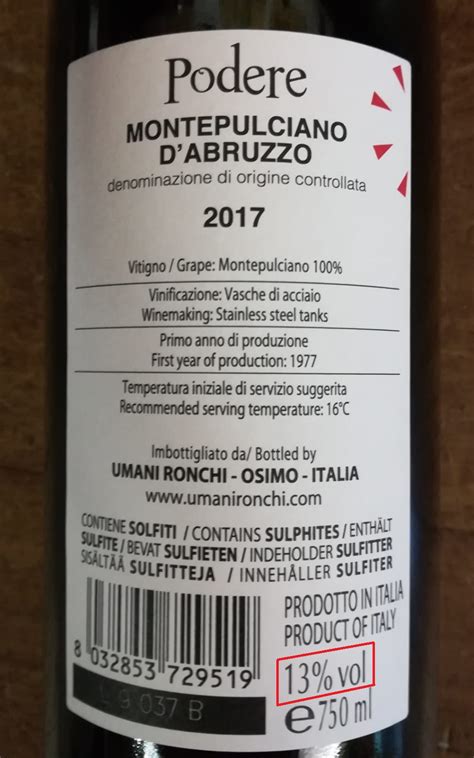 Podere
MONTEPULCIANO
D'ABRUZZO
denominazione di origine controllata
2017
Vitigno / Grape: Montepulciano 100%
Vinificazione: Vasche di acciaio
Winemaking: Stainless steel tanks
Primo anno di produzione
First year of production: 1977
Temperatura iniziale di servizio suggerita
Recommended serving temperature: 16°C
Imbottigliato da/ Bottled by
UMANI RONCHI - OSIMO - ITALIA
www.umanironchi.com
CONTIENE SOLFITI / CONTAINS SULPHITES / ENTHÄLT
SULFITE / BEVAT SULFIETEN / INDEHOLDER SULFITTER
SISÄLTÄÄ SULFITTEJA / INNEHÅLLER SULFITER
PRODOTTO IN ITALIA
PRODUCT OF ITALY
8 032853 729519
13% vol
L 9 037 B
e 750 ml